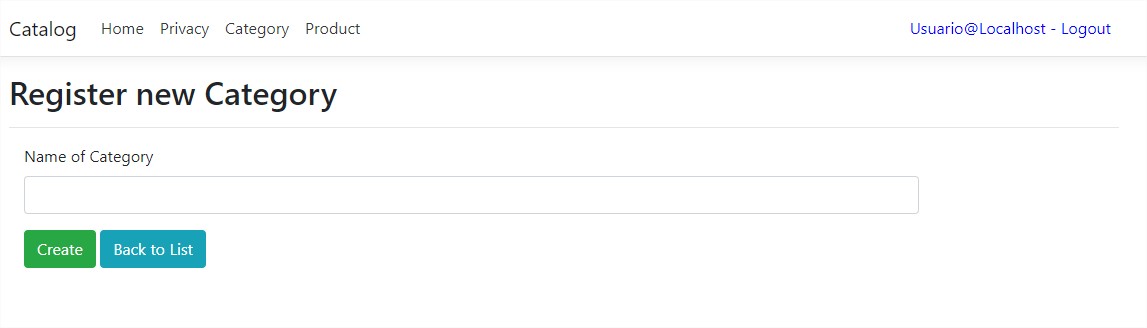 Catalog Home Privacy Category Product Usuario@Localhost - Logout
Register new Category
Name of Category
Create Back to List